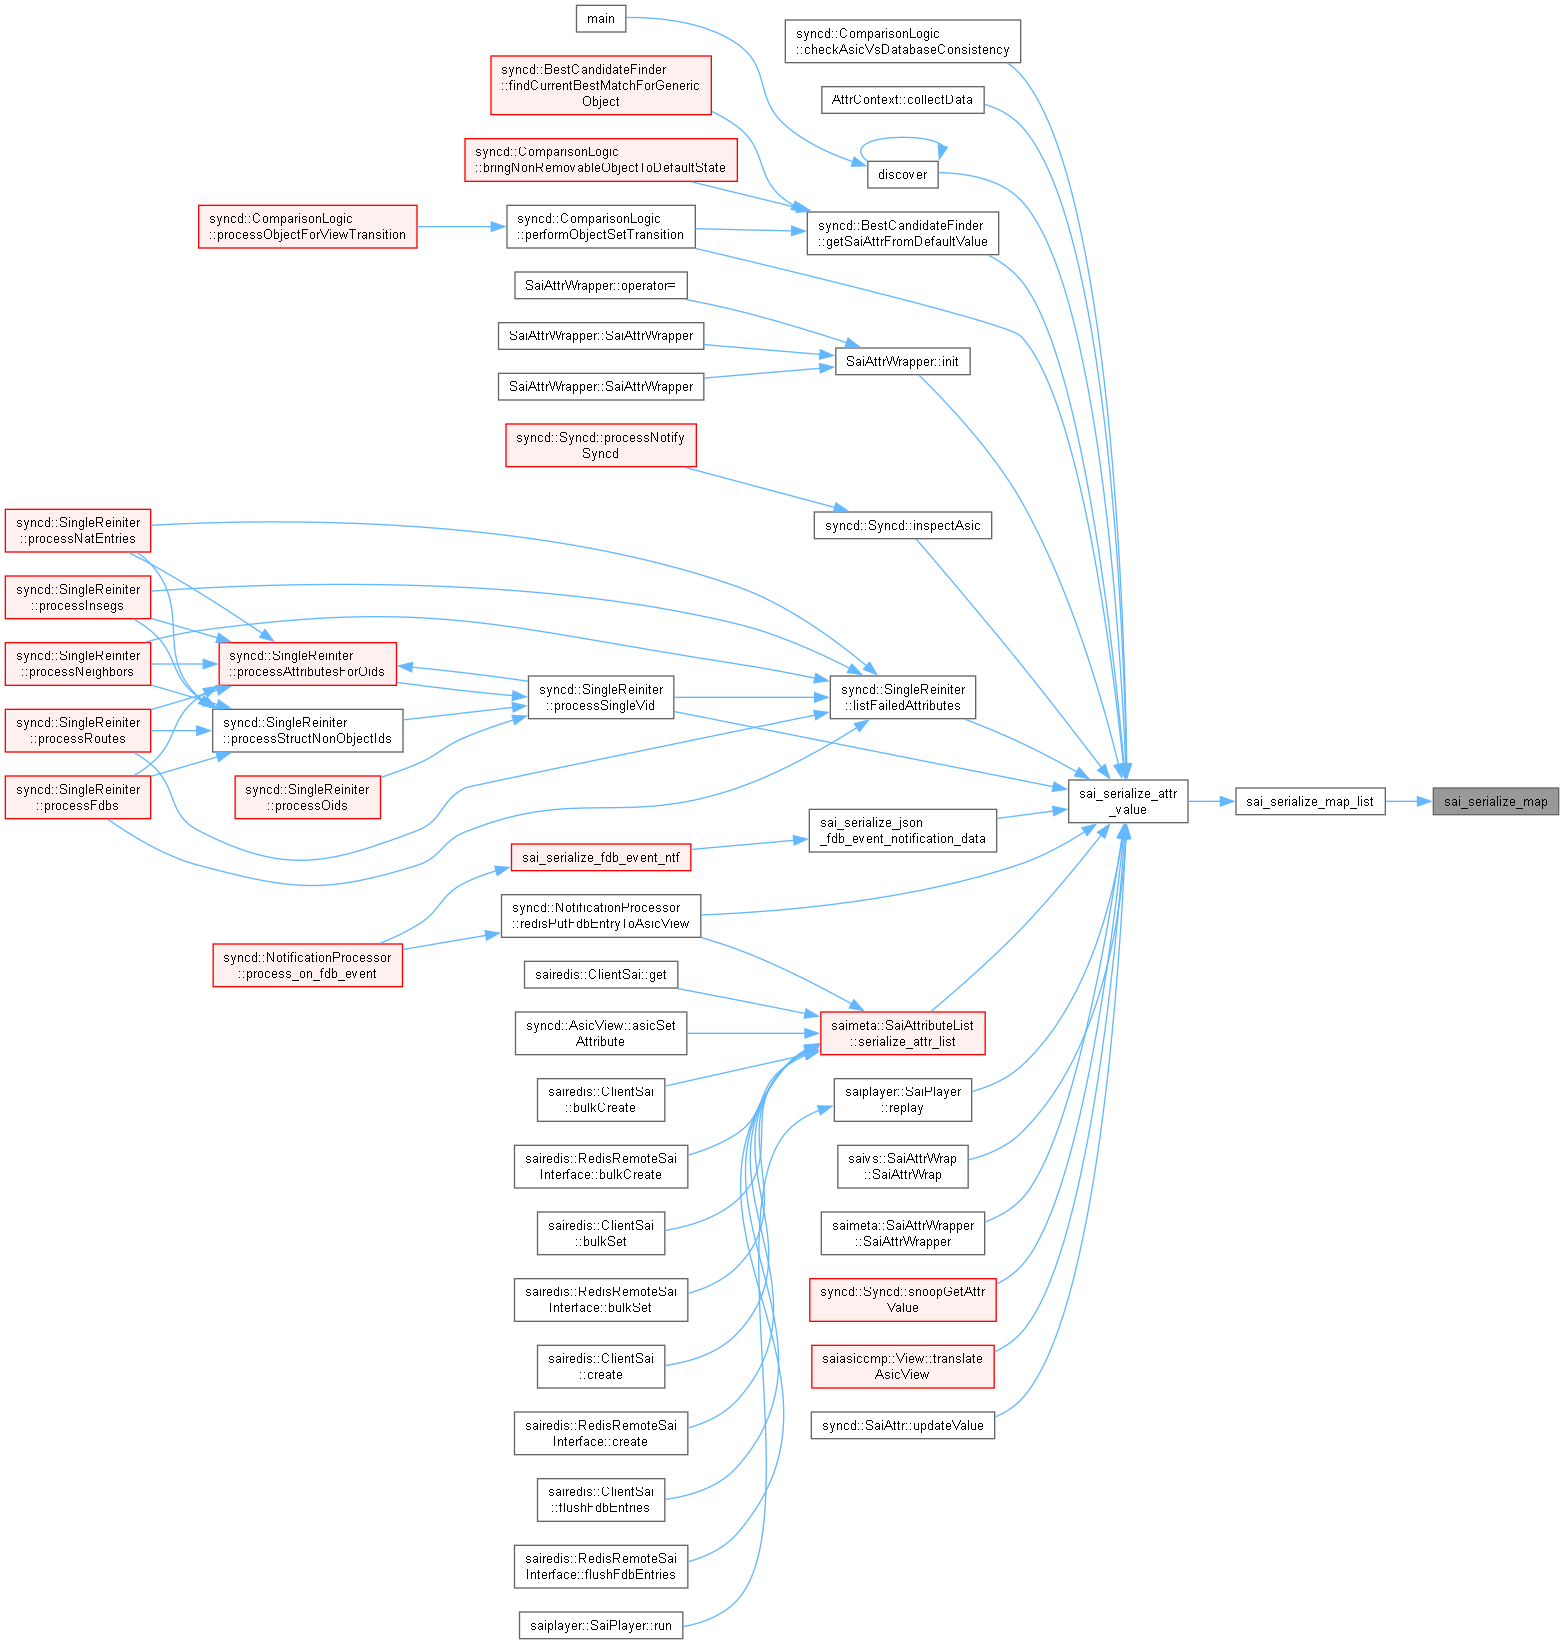 main
syncd::ComparisonLogic
::checkAsicVsDatabaseConsistency
syncd::BestCandidateFinder
::findCurrentBestMatchForGeneric
Object
AttrContext::collectData
syncd::ComparisonLogic
::bringNonRemovableObjectToDefaultState
discover
syncd::ComparisonLogic
::processObjectForViewTransition
syncd::ComparisonLogic
::performObjectSetTransition
syncd::BestCandidateFinder
::getSaiAttrFromDefaultValue
SaiAttrWrapper::operator=
SaiAttrWrapper::SaiAttrWrapper
SaiAttrWrapper::init
SaiAttrWrapper::SaiAttrWrapper
syncd::Syncd::processNotify
Syncd
syncd::Syncd::inspectAsic
syncd::SingleReiniter
::processNatEntries
syncd::SingleReiniter
::processInsegs
syncd::SingleReiniter
::processNeighbors
syncd::SingleReiniter
::processAttributesForOids
syncd::SingleReiniter
::processSingleVid
syncd::SingleReiniter
::listFailedAttributes
syncd::SingleReiniter
::processRoutes
syncd::SingleReiniter
::processStructNonObjectIds
syncd::SingleReiniter
::processFdbs
syncd::SingleReiniter
::processOids
sai_serialize_attr
_value
sai_serialize_map_list
sai_serialize_map
sai_serialize_json
_fdb_event_notification_data
sai_serialize_fdb_event_ntf
syncd::NotificationProcessor
::redisPutFdbEntryToAsicView
syncd::NotificationProcessor
::process_on_fdb_event
sairedis::ClientSai::get
syncd::AsicView::asicSet
Attribute
saimeta::SaiAttributeList
::serialize_attr_list
sairedis::ClientSai
::bulkCreate
saiplayer::SaiPlayer
::replay
sairedis::RedisRemoteSai
Interface::bulkCreate
saivs::SaiAttrWrap
::SaiAttrWrap
sairedis::ClientSai
::bulkSet
saimeta::SaiAttrWrapper
::SaiAttrWrapper
sairedis::RedisRemoteSai
Interface::bulkSet
syncd::Syncd::snoopGetAttr
Value
sairedis::ClientSai
::create
saiasiccmp::View::translate
AsicView
sairedis::RedisRemoteSai
Interface::create
syncd::SaiAttr::updateValue
sairedis::ClientSai
::flushFdbEntries
sairedis::RedisRemoteSai
Interface::flushFdbEntries
saiplayer::SaiPlayer::run